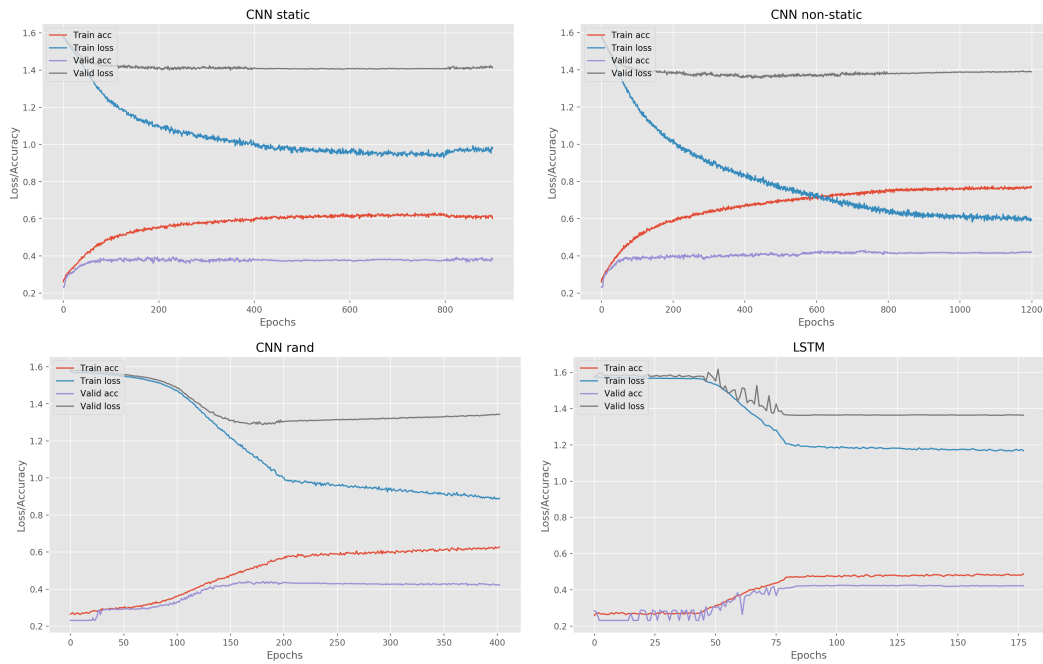 CNN static
1.6
1.4
1.2
1.0
0.8
0.6
0.4
0.2
Loss/Accuracy
Train acc
Train loss
Valid acc
Valid loss
0 200 400 600 800
Epochs
CNN non-static
1.6
1.4
1.2
1.0
0.8
0.6
0.4
0.2
Loss/Accuracy
Train acc
Train loss
Valid acc
Valid loss
0 200 400 600 800 1000 1200
Epochs
CNN rand
1.6
1.4
1.2
1.0
0.8
0.6
0.4
0.2
Loss/Accuracy
Train acc
Train loss
Valid acc
Valid loss
0 50 100 150 200 250 300 350 400
Epochs
LSTM
1.6
1.4
1.2
1.0
0.8
0.6
0.4
0.2
Loss/Accuracy
Train acc
Train loss
Valid acc
Valid loss
0 25 50 75 100 125 150 175
Epochs